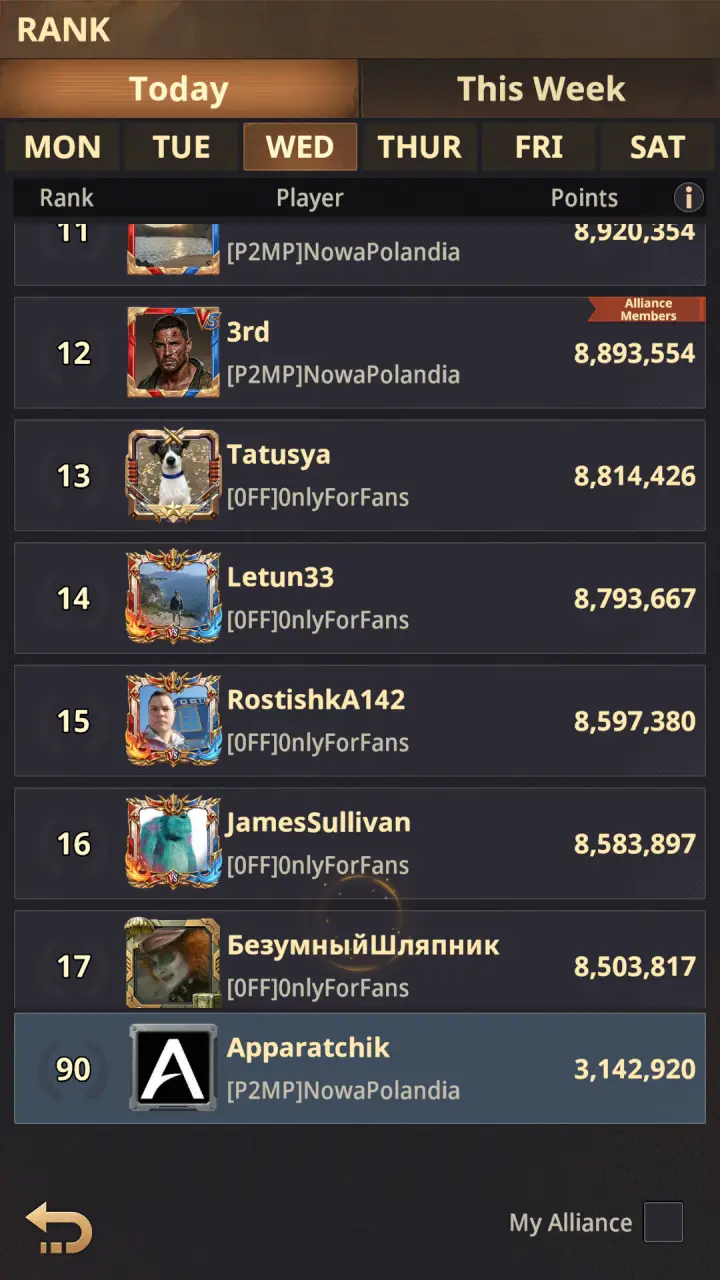 RANK
Today
This Week
MON
TUE
WED
THUR
FRI
SAT
Rank
Player
Points
11
8,920,354
[P2MP]NowaPolandia
Alliance
Members
12
3rd
8,893,554
[P2MP]NowaPolandia
13
Tatusya
8,814,426
[0FF]0nlyForFans
14
Letun33
8,793,667
[0FF]0nlyForFans
15
RostishkA142
8,597,380
[0FF]0nlyForFans
16
JamesSullivan
8,583,897
[0FF]0nlyForFans
17
БезумныйШляпник
8,503,817
[0FF]0nlyForFans
90
Apparatchik
3,142,920
[P2MP]NowaPolandia
My Alliance